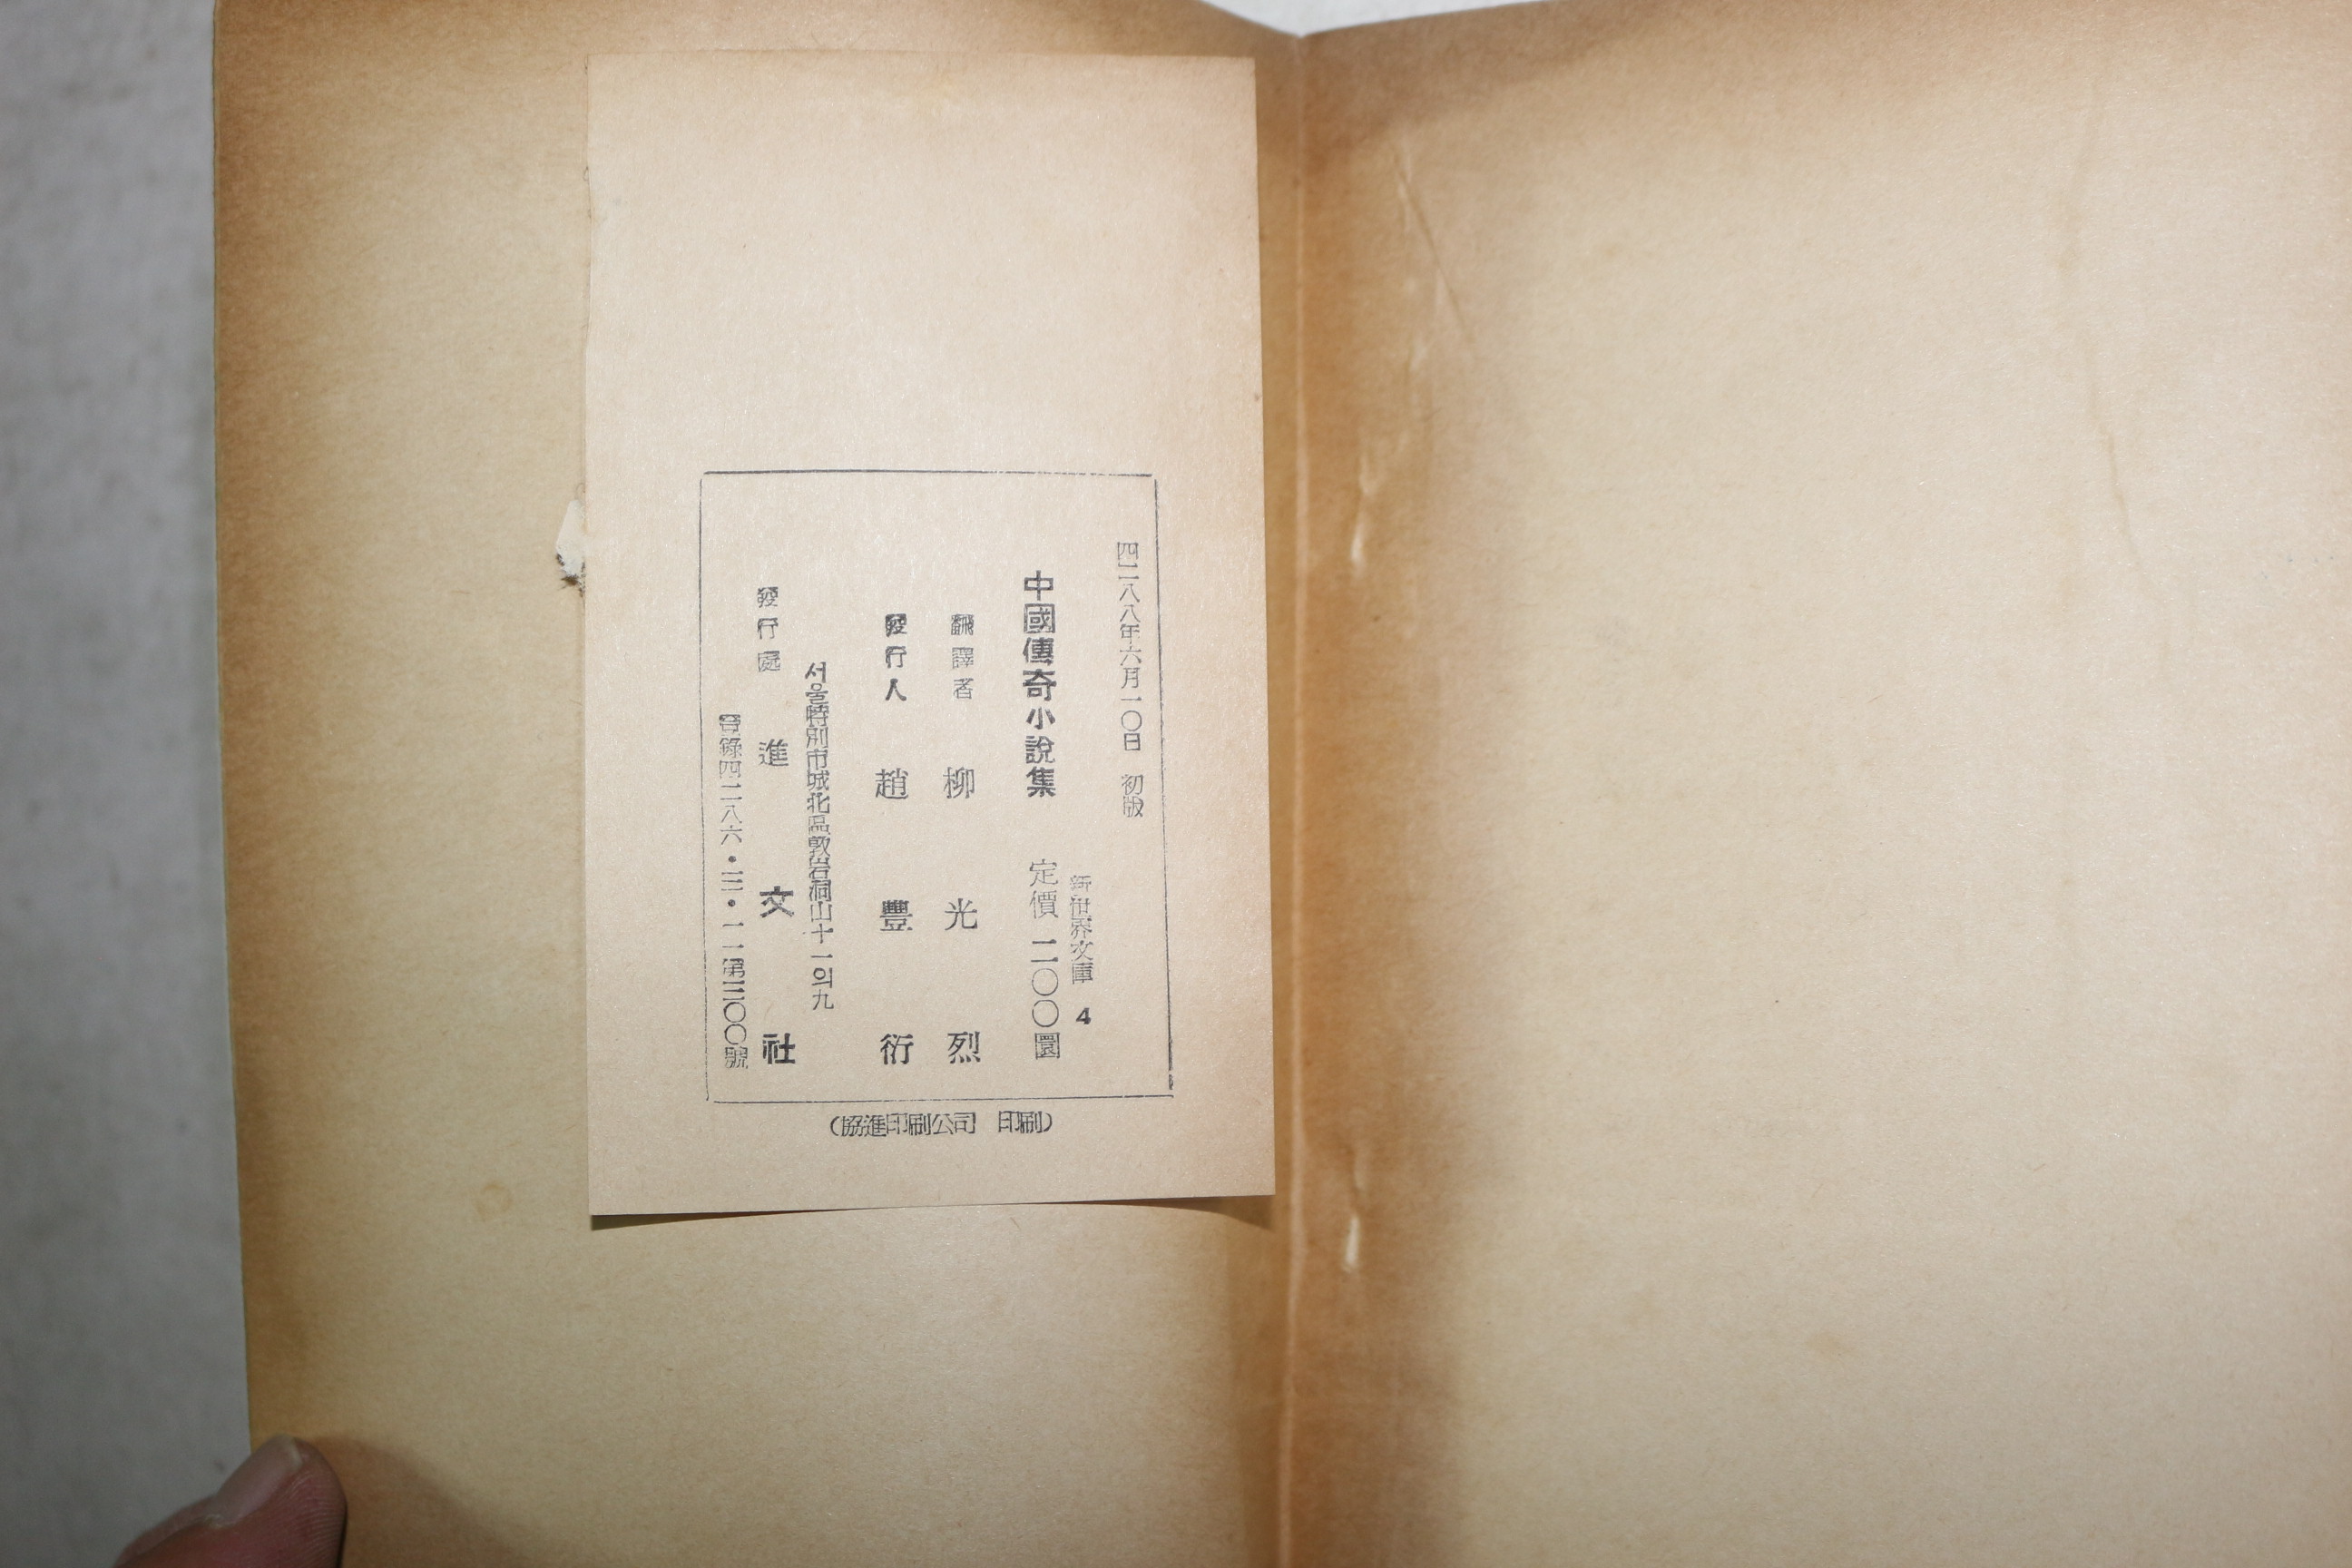 四二八八年六月一〇日 初版
新世界文庫 4
中國傳奇小說集 定價 二〇〇圜
翻譯者 柳光烈
發行人 趙豐衍
서울特別市城北區敦岩洞山十一의九
發行處 進文社
登錄四二八六・三・一一第三〇〇號
(協進印刷公司 印刷)